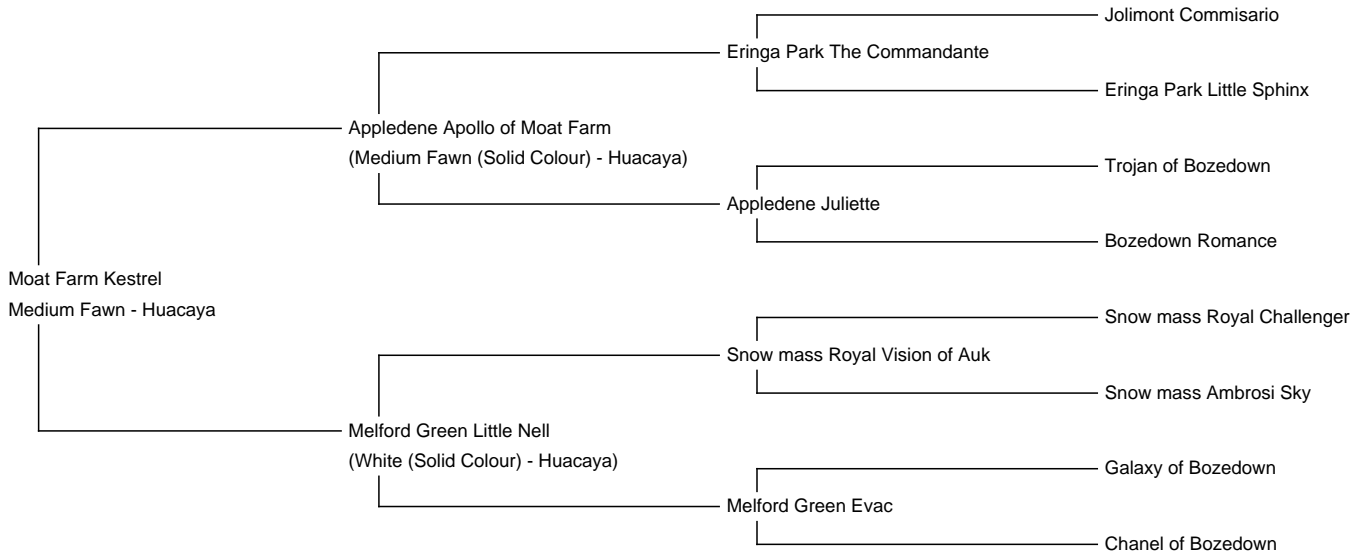 Jolimont Commisario
Eringa Park The Commandante
Eringa Park Little Sphinx
Appledene Apollo of Moat Farm
(Medium Fawn (Solid Colour) - Huacaya)
Trojan of Bozedown
Appledene Juliette
Bozedown Romance
Moat Farm Kestrel
Medium Fawn - Huacaya
Snow mass Royal Challenger
Snow mass Royal Vision of Auk
Snow mass Ambrosi Sky
Melford Green Little Nell
(White (Solid Colour) - Huacaya)
Galaxy of Bozedown
Melford Green Evac
Chanel of Bozedown